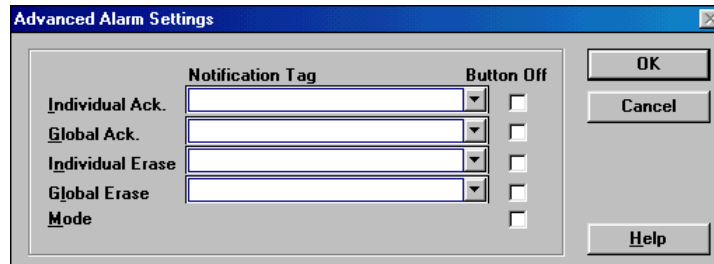 Advanced Alarm Settings
Notification Tag Button Off
Individual Ack.
Global Ack.
Individual Erase
Global Erase
Mode
OK
Cancel
Help